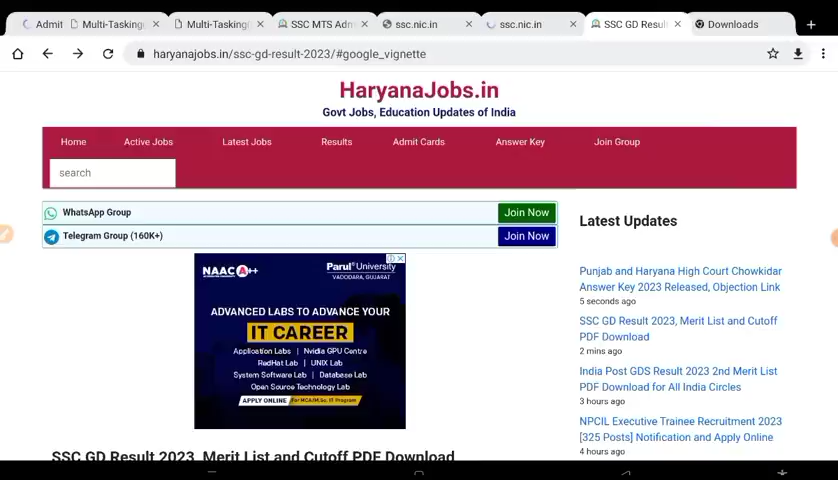 Admit
Multi-Tasking
Multi-Tasking(
SSC MTS Adm
ssc.nic.in
ssc.nic.in
SSC GD Resul
Downloads
haryanajobs.in/ssc-gd-result-2023/#google_vignette
HaryanaJobs.in
Govt Jobs, Education Updates of India
Home Active Jobs Latest Jobs Results Admit Cards Answer Key Join Group
search
WhatsApp Group Join Now
Telegram Group (160K+) Join Now
NAAC A++ Parul® University
VADODARA, GUJARAT
ADVANCED LABS TO ADVANCE YOUR
IT CAREER
Application Labs | Nvidia GPU Centre
RedHat Lab | UNIX Lab
System Software Lab | Database Lab
Open Source Technology Lab
APPLY ONLINE For MCA/M.Sc. IT Program
SSC GD Result 2023, Merit List and Cutoff PDF Download
Latest Updates
Punjab and Haryana High Court Chowkidar
Answer Key 2023 Released, Objection Link
5 seconds ago
SSC GD Result 2023, Merit List and Cutoff
PDF Download
2 mins ago
India Post GDS Result 2023 2nd Merit List
PDF Download for All India Circles
3 hours ago
NPCIL Executive Trainee Recruitment 2023
[325 Posts] Notification and Apply Online
4 hours ago